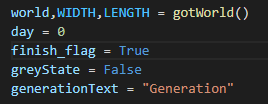 world,WIDTH,LENGTH = gotWorld()
day = 0
finish_flag = True
greyState = False
generationText = "Generation"